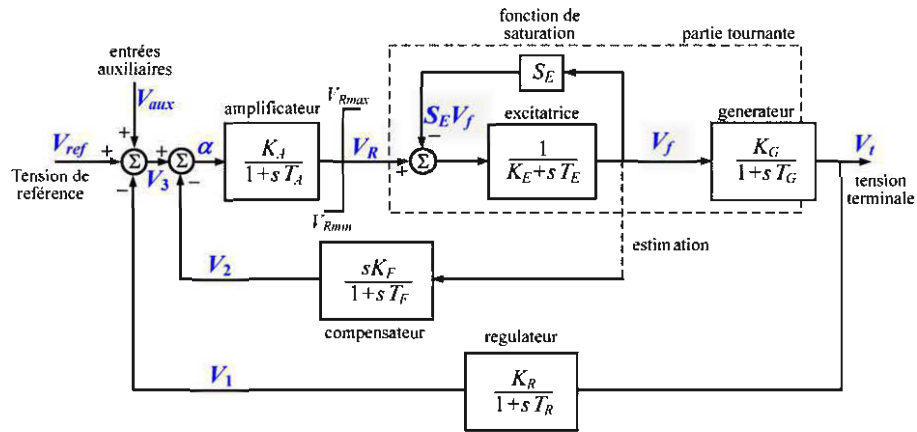 fonction de
saturation
partie tournante
entrées
auxiliaires
S_E
V_aux
amplificateur
V_Rmax
S_E V_f
excitatrice
generateur
+
−
V_ref
+
Σ
+
Σ
α
K_A
1+s T_A
V_R
+
Σ
1
K_E+s T_E
V_f
K_G
1+s T_G
V_t
Tension de
reférence
−
V_3
−
V_Rmin
tension
terminale
estimation
V_2
sK_F
1+s T_F
compensateur
regulateur
V_1
K_R
1+s T_R